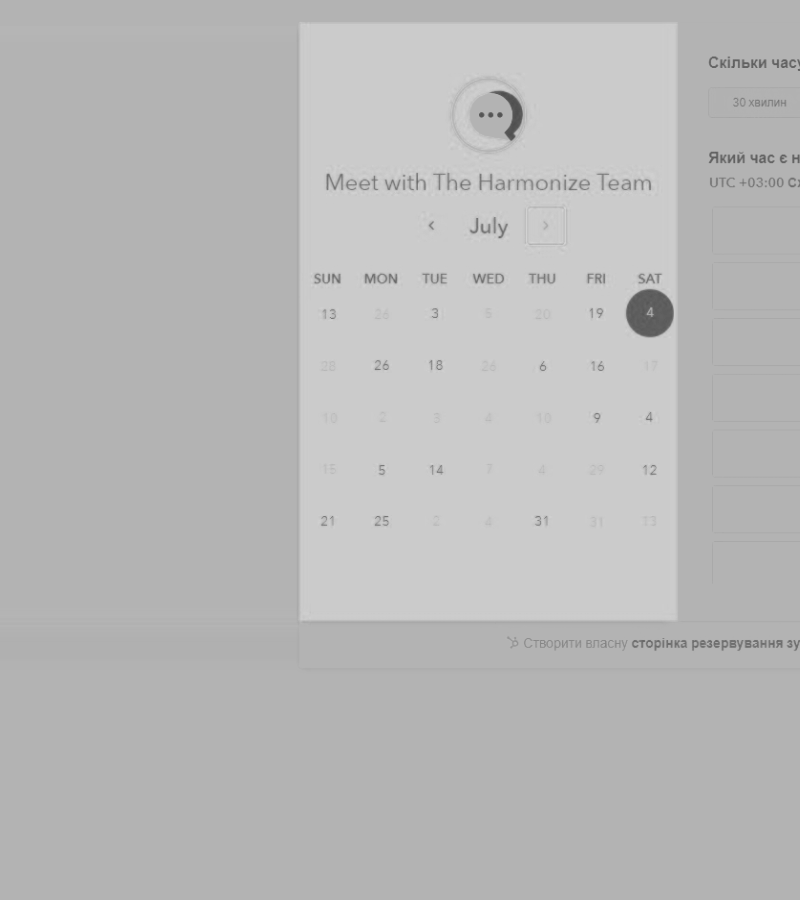 Meet with The Harmonize Team
July
SUN MON TUE WED THU FRI SAT
13 26 3 5 20 19 4
28 26 18 26 6 16 17
10 2 3 4 10 9 4
15 5 14 7 4 29 12
21 25 2 4 31 31 13
Скільки часу
30 хвилин
Який час є н
UTC +03:00
Створити власну сторінка резервування зу